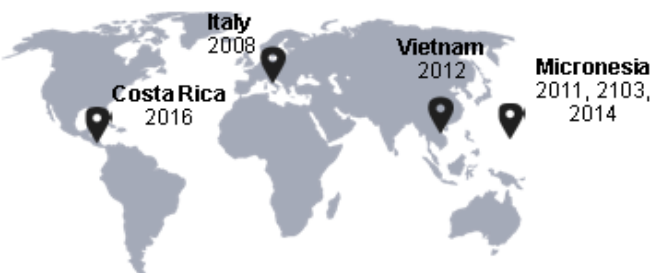 Italy
2008
Vietnam
2012
Micronesia
2011, 2103,
2014
Costa Rica
2016